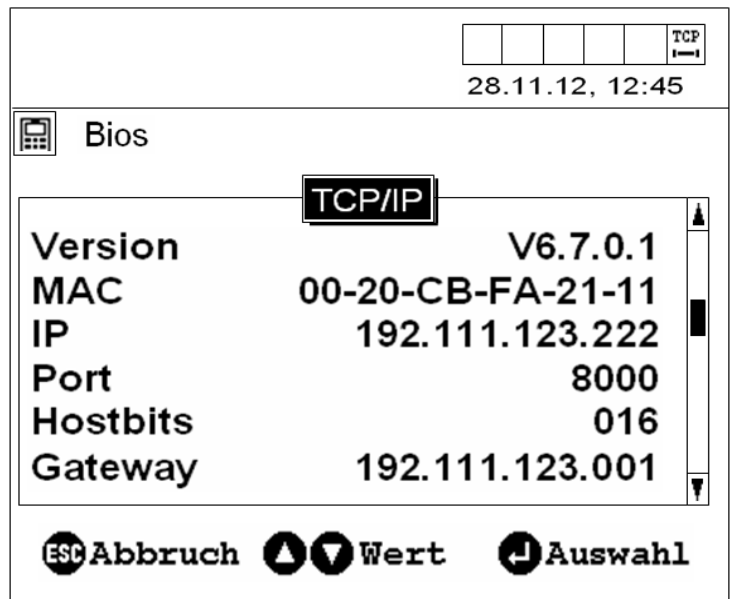 TCP
28.11.12, 12:45
Bios
TCP/IP
Version V6.7.0.1
MAC 00-20-CB-FA-21-11
IP 192.111.123.222
Port 8000
Hostbits 016
Gateway 192.111.123.001
ESC Abbruch Wert Auswahl